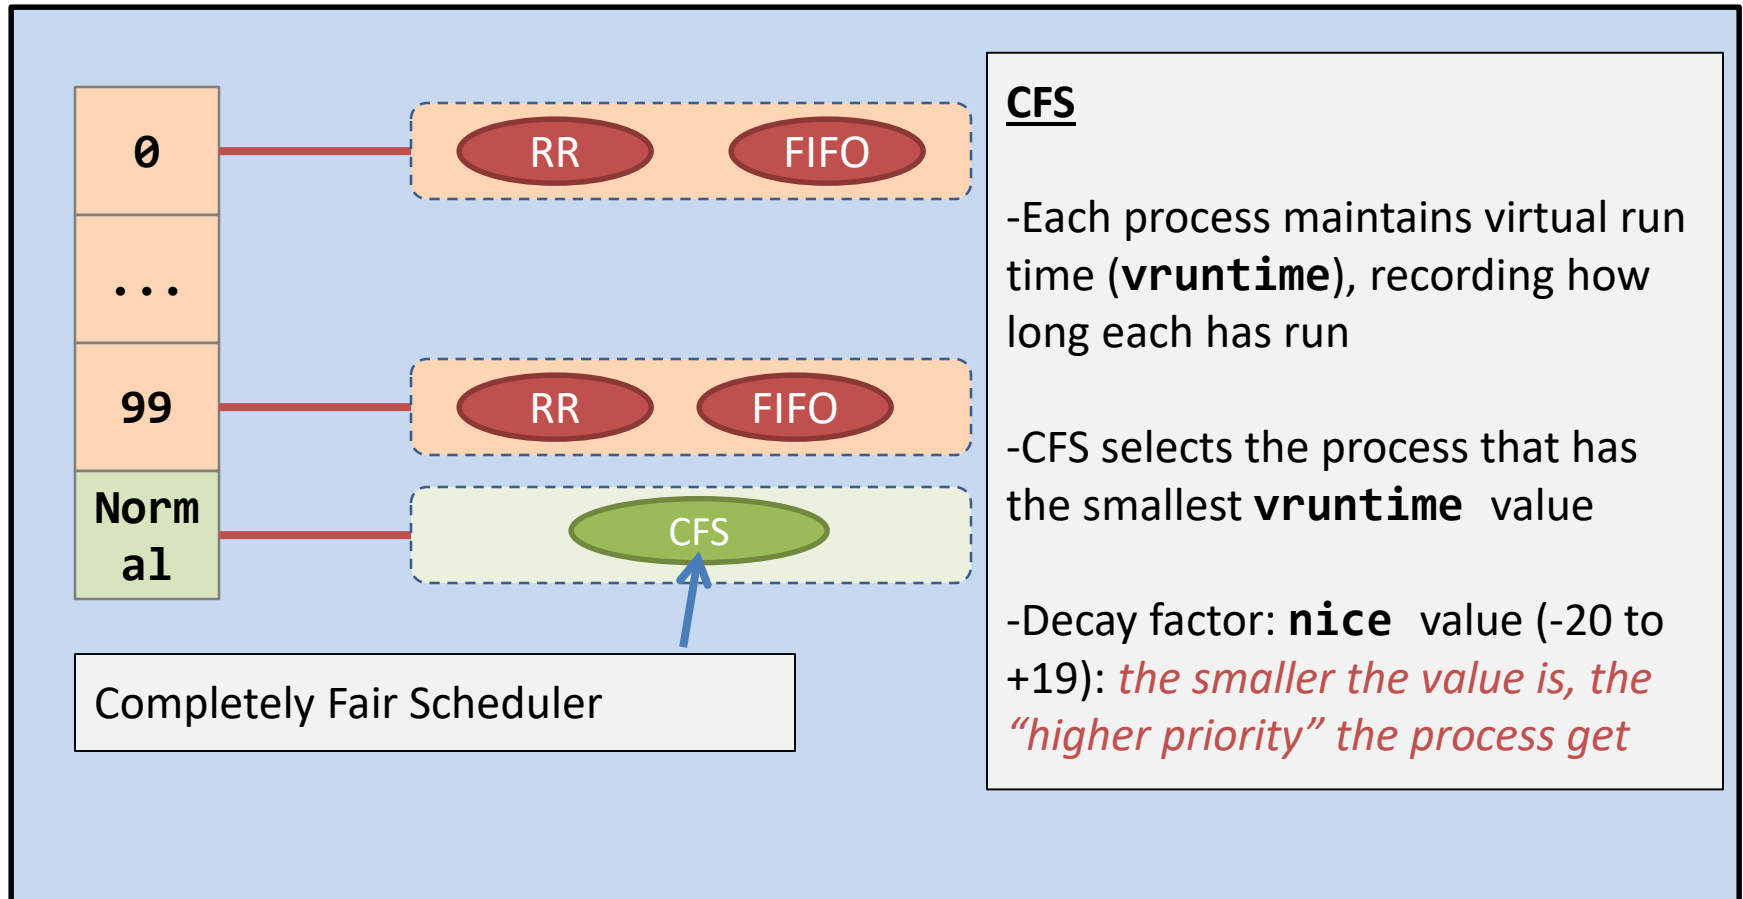 0
RR
FIFO
...
99
RR
FIFO
Norm
al
CFS
Completely Fair Scheduler
CFS
-Each process maintains virtual run
time (vruntime), recording how
long each has run
-CFS selects the process that has
the smallest vruntime value
-Decay factor: nice value (-20 to
+19): the smaller the value is, the
“higher priority” the process get